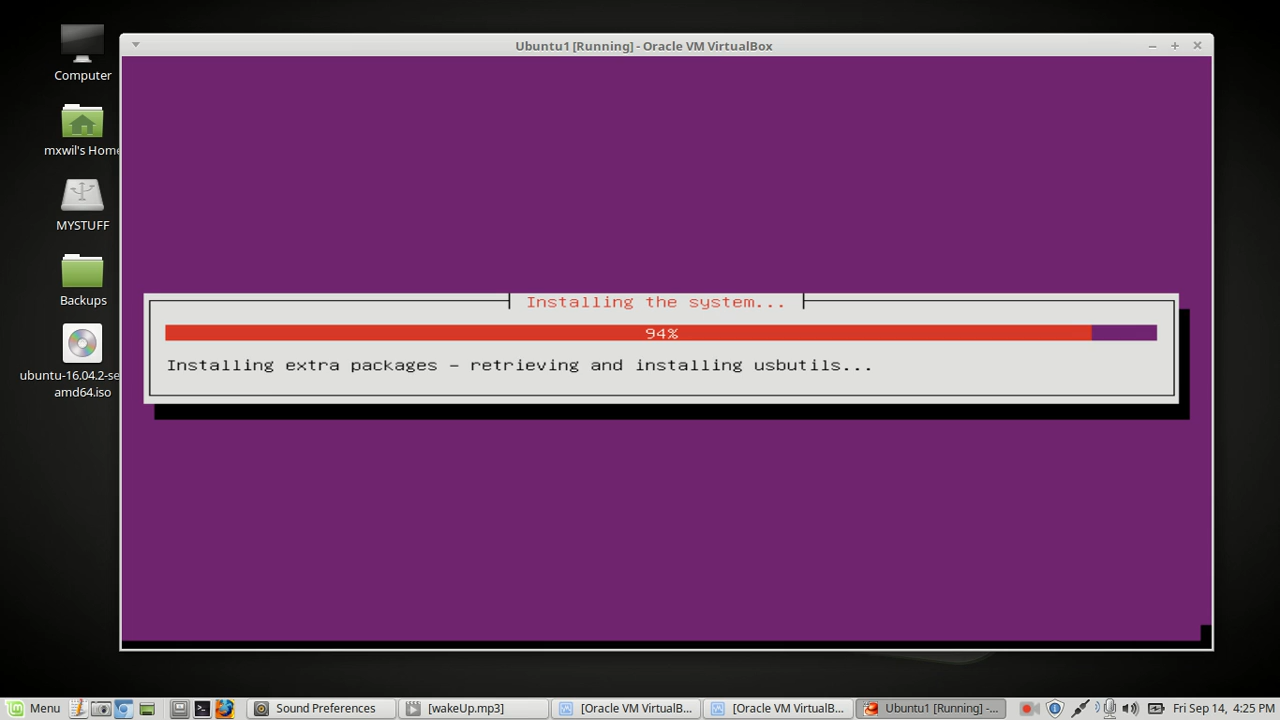 Ubuntu1 [Running] - Oracle VM VirtualBox
Computer
mxwil's Home
MYSTUFF
Backups
ubuntu-16.04.2-se
amd64.iso
Installing the system...
94%
Installing extra packages – retrieving and installing usbutils...
Menu
Sound Preferences
[wakeUp.mp3]
[Oracle VM VirtualB...
[Oracle VM VirtualB...
Ubuntu1 [Running] -...
Fri Sep 14, 4:25 PM